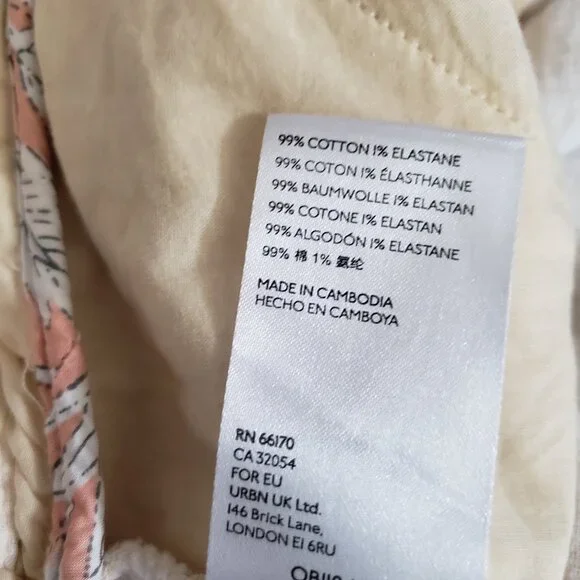 99% COTTON 1% ELASTANE
99% COTON 1% ÉLASTHANNE
99% BAUMWOLLE 1% ELASTAN
99% COTONE 1% ELASTAN
99% ALGODÓN 1% ELASTANE
99% 棉 1% 氨纶
MADE IN CAMBODIA
HECHO EN CAMBOYA
RN 66170
CA 32054
FOR EU
URBN UK Ltd.
146 Brick Lane,
LONDON E1 6RU